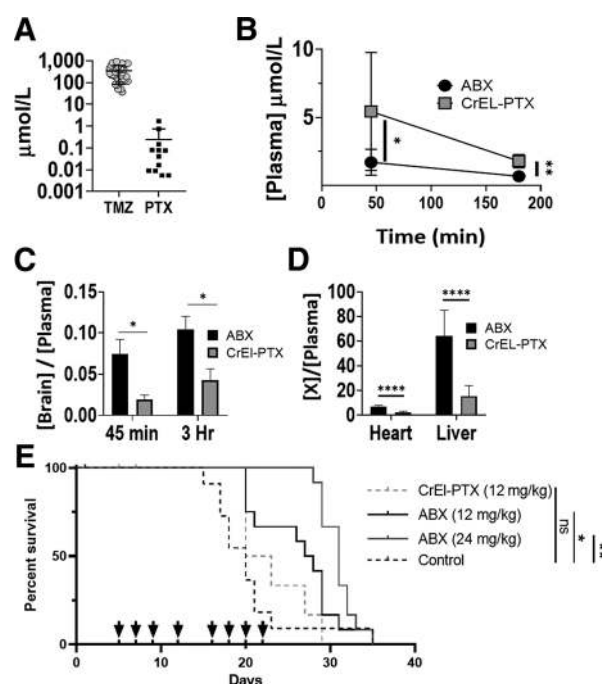 A
μmol/L
1,000
100
10
1
0.1
0.01
0.001
TMZ PTX
B
[Plasma] μmol/L
10
5
0
ABX
CrEL-PTX
*
**
0 50 100 150 200
Time (min)
C
[Brain] / [Plasma]
0.15
0.10
0.05
0.00
*
*
ABX
CrEl-PTX
45 min 3 Hr
D
[X]/[Plasma]
100
80
60
40
20
0
****
****
ABX
CrEL-PTX
Heart Liver
E
Percent survival
100
50
0
CrEl-PTX (12 mg/kg)
ABX (12 mg/kg)
ABX (24 mg/kg)
Control
ns
*
**
0 10 20 30 40
Days